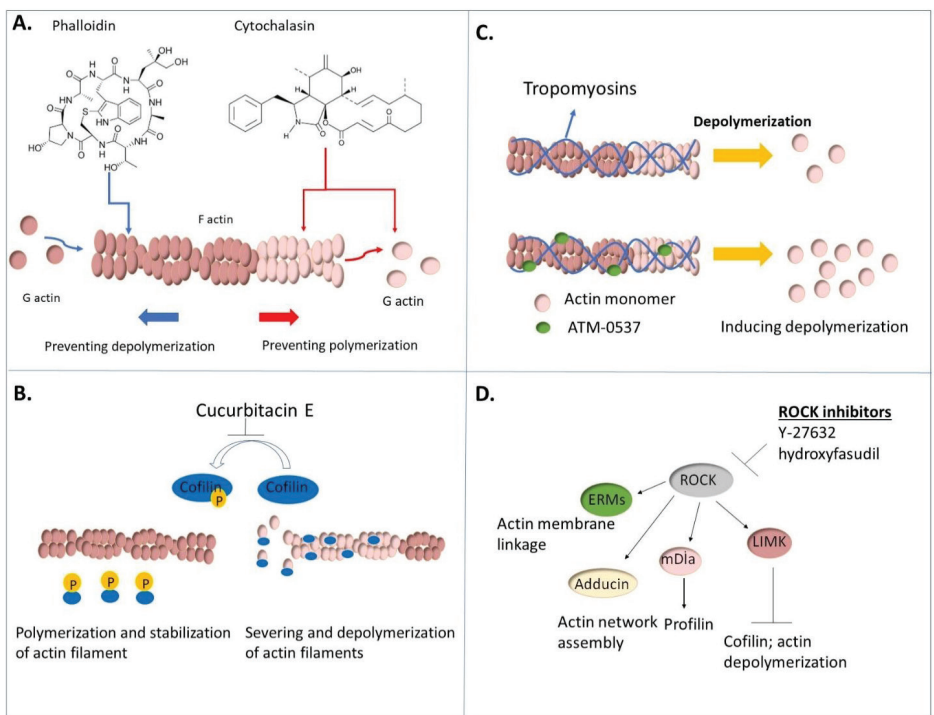 A.
Phalloidin
Cytochalasin
F actin
G actin
G actin
Preventing depolymerization
Preventing polymerization
B.
Cucurbitacin E
Cofilin
P
Cofilin
P
P
P
Polymerization and stabilization
of actin filament
Severing and depolymerization
of actin filaments
C.
Tropomyosins
Depolymerization
Actin monomer
ATM-0537
Inducing depolymerization
D.
ROCK inhibitors
Y-27632
hydroxyfasudil
ROCK
ERMs
Actin membrane
linkage
LIMK
mDIa
Adducin
Actin network
assembly
Profilin
Cofilin; actin
depolymerization